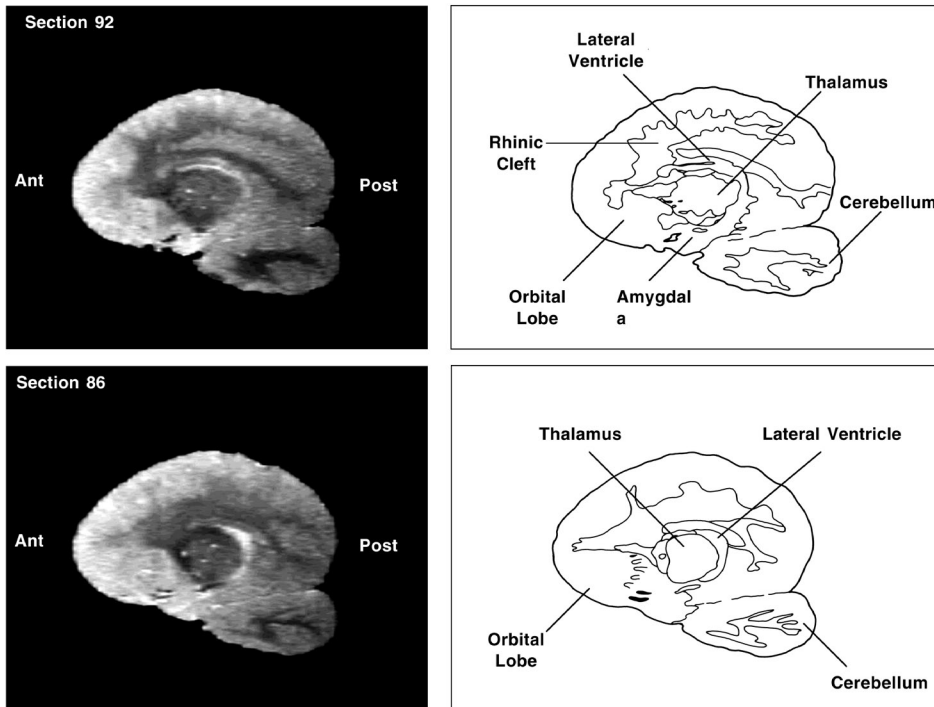 Section 92
Ant
Post
Lateral
Ventricle
Thalamus
Rhinic
Cleft
Cerebellum
Orbital
Lobe
Amygdal
a
Section 86
Ant
Post
Thalamus
Lateral Ventricle
Orbital
Lobe
Cerebellum